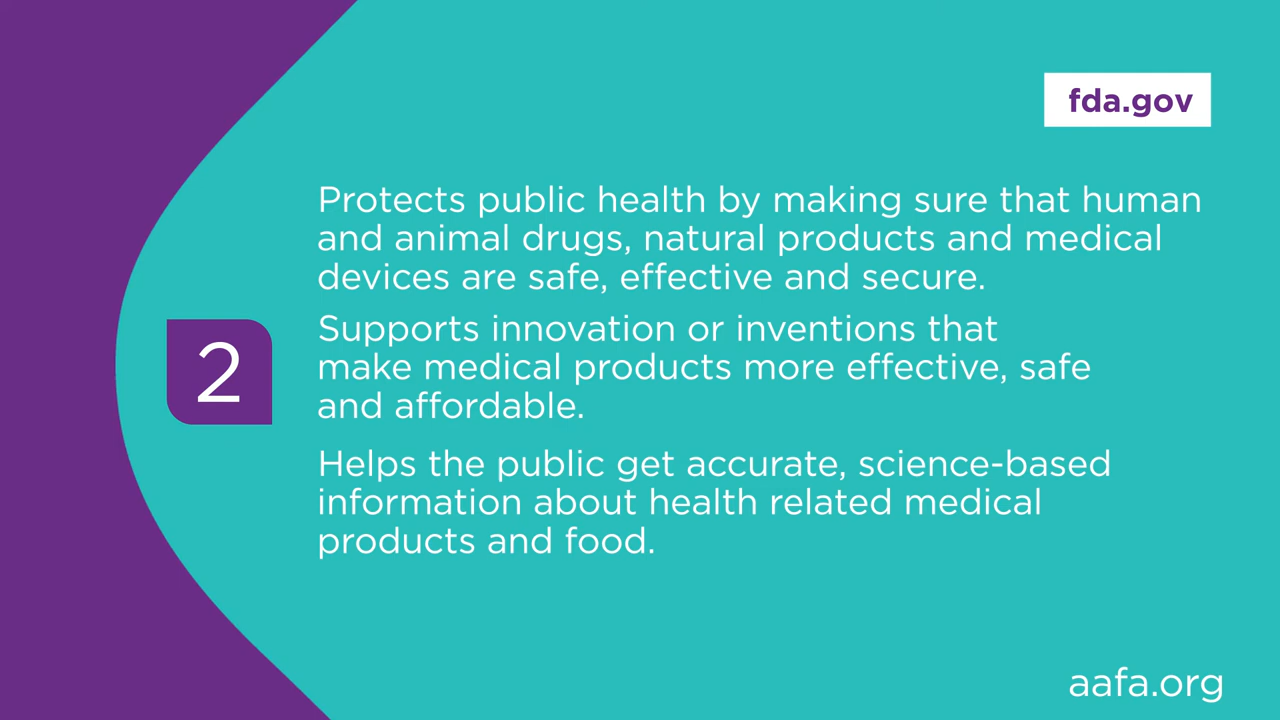 fda.gov
Protects public health by making sure that human
and animal drugs, natural products and medical
devices are safe, effective and secure.
2
Supports innovation or inventions that
make medical products more effective, safe
and affordable.
Helps the public get accurate, science-based
information about health related medical
products and food.
aafa.org